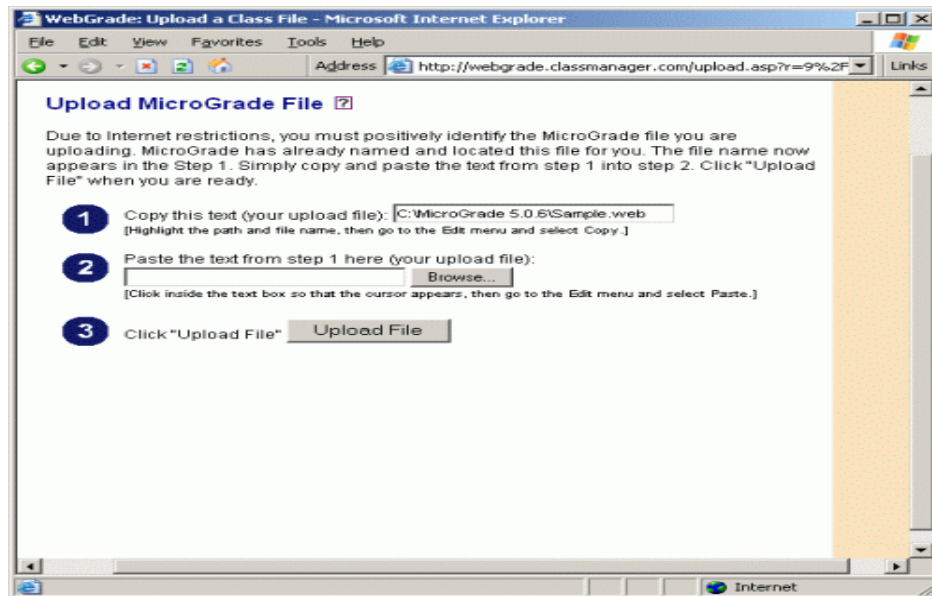 WebGrade: Upload a Class File - Microsoft Internet Explorer
File Edit View Favorites Tools Help
Address http://webgrade.classmanager.com/upload.asp?r=9%2F Links
Upload MicroGrade File ?
Due to Internet restrictions, you must positively identify the MicroGrade file you are
uploading. MicroGrade has already named and located this file for you. The file name now
appears in the Step 1. Simply copy and paste the text from step 1 into step 2. Click "Upload
File" when you are ready.
1 Copy this text (your upload file): C:\MicroGrade 5.0.6\Sample.web
[Highlight the path and file name, then go to the Edit menu and select Copy.]
2 Paste the text from step 1 here (your upload file):
Browse...
[Click inside the text box so that the cursor appears, then go to the Edit menu and select Paste.]
3 Click "Upload File" Upload File
Internet